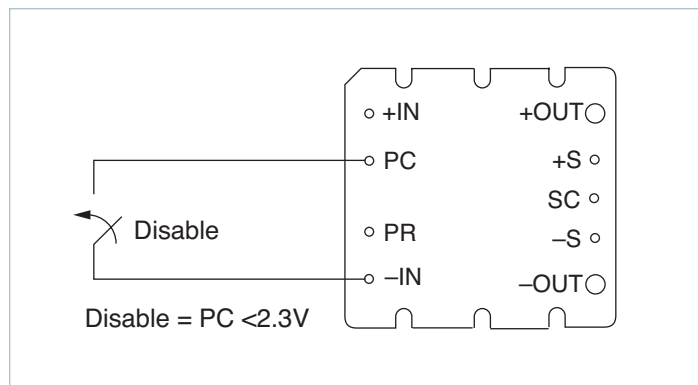 +IN +OUT
PC +S
SC
Disable PR –S
–IN –OUT
Disable = PC <2.3V